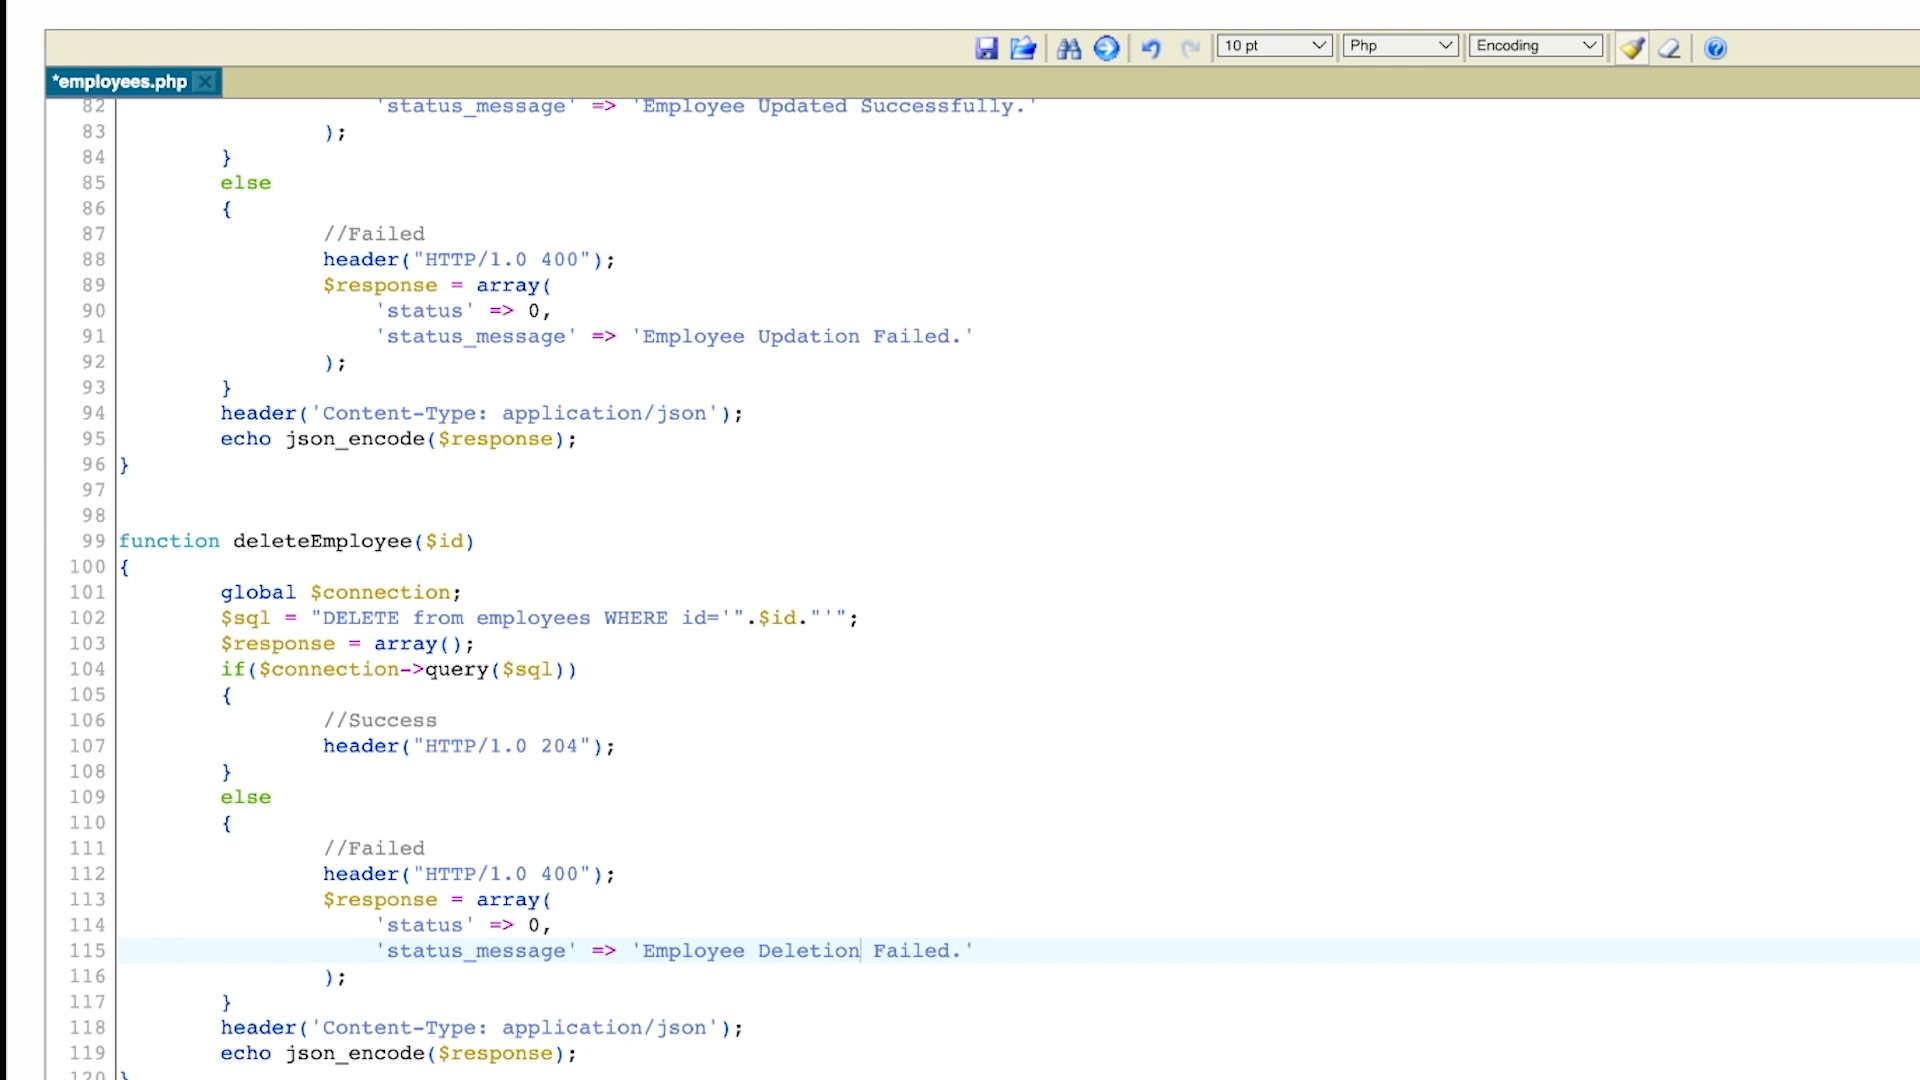 10 pt Php Encoding
*employees.php
82 'status_message' => 'Employee Updated Successfully.'
83 );
84 }
85 else
86 {
87 //Failed
88 header("HTTP/1.0 400");
89 $response = array(
90 'status' => 0,
91 'status_message' => 'Employee Updation Failed.'
92 );
93 }
94 header('Content-Type: application/json');
95 echo json_encode($response);
96 }
97
98
99 function deleteEmployee($id)
100 {
101 global $connection;
102 $sql = "DELETE from employees WHERE id='".$id."'";
103 $response = array();
104 if($connection->query($sql))
105 {
106 //Success
107 header("HTTP/1.0 204");
108 }
109 else
110 {
111 //Failed
112 header("HTTP/1.0 400");
113 $response = array(
114 'status' => 0,
115 'status_message' => 'Employee Deletion Failed.'
116 );
117 }
118 header('Content-Type: application/json');
119 echo json_encode($response);
120 }